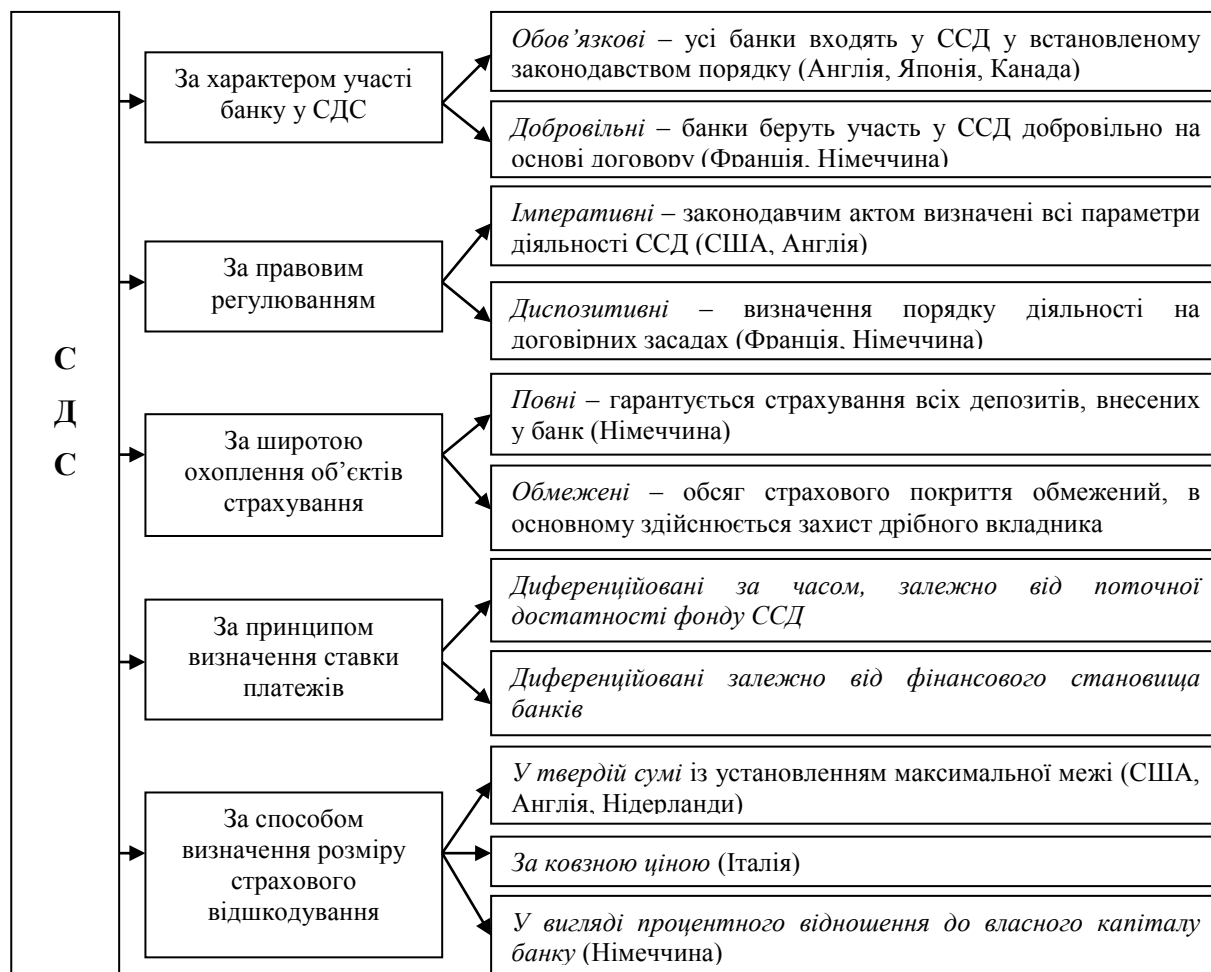 С
Д
С
За характером участі
банку у СДС
Обов’язкові – усі банки входять у ССД у встановленому
законодавством порядку (Англія, Японія, Канада)
Добровільні – банки беруть участь у ССД добровільно на
основі договору (Франція, Німеччина)
За правовим
регулюванням
Імперативні – законодавчим актом визначені всі параметри
діяльності ССД (США, Англія)
Диспозитивні – визначення порядку діяльності на
договірних засадах (Франція, Німеччина)
За широтою
охоплення об’єктів
страхування
Повні – гарантується страхування всіх депозитів, внесених
у банк (Німеччина)
Обмежені – обсяг страхового покриття обмежений, в
основному здійснюється захист дрібного вкладника
За принципом
визначення ставки
платежів
Диференційовані за часом, залежно від поточної
достатності фонду ССД
Диференційовані залежно від фінансового становища
банків
За способом
визначення розміру
страхового
відшкодування
У твердій сумі із установленням максимальної межі (США,
Англія, Нідерланди)
За ковзною ціною (Італія)
У вигляді процентного відношення до власного капіталу
банку (Німеччина)